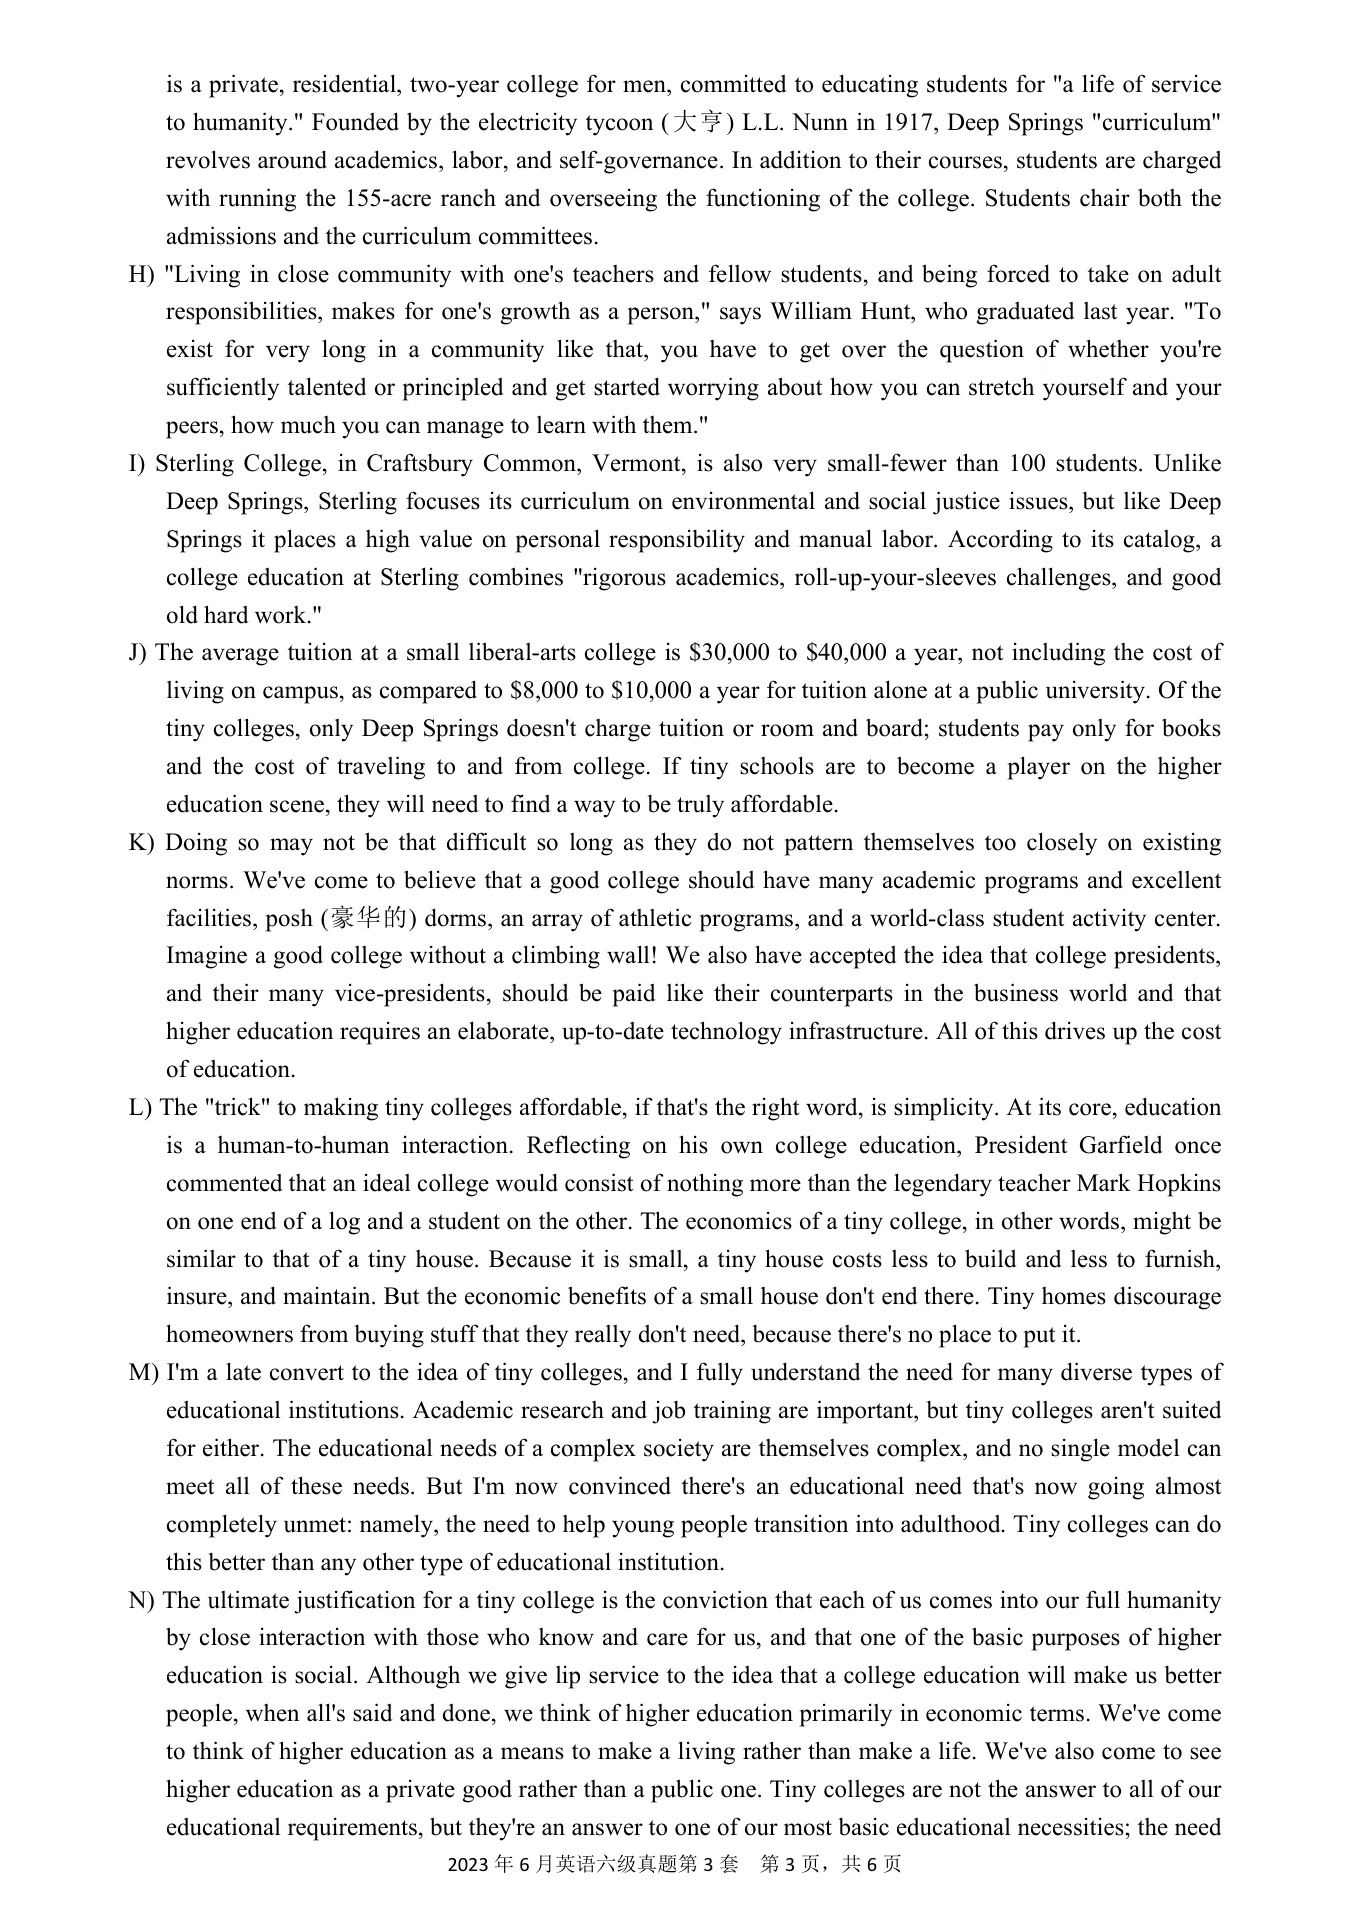 is a private, residential, two-year college for men, committed to educating students for "a life of service
to humanity." Founded by the electricity tycoon (大亨) L.L. Nunn in 1917, Deep Springs "curriculum"
revolves around academics, labor, and self-governance. In addition to their courses, students are charged
with running the 155-acre ranch and overseeing the functioning of the college. Students chair both the
admissions and the curriculum committees.
H) "Living in close community with one's teachers and fellow students, and being forced to take on adult
responsibilities, makes for one's growth as a person," says William Hunt, who graduated last year. "To
exist for very long in a community like that, you have to get over the question of whether you're
sufficiently talented or principled and get started worrying about how you can stretch yourself and your
peers, how much you can manage to learn with them."
I) Sterling College, in Craftsbury Common, Vermont, is also very small-fewer than 100 students. Unlike
Deep Springs, Sterling focuses its curriculum on environmental and social justice issues, but like Deep
Springs it places a high value on personal responsibility and manual labor. According to its catalog, a
college education at Sterling combines "rigorous academics, roll-up-your-sleeves challenges, and good
old hard work."
J) The average tuition at a small liberal-arts college is $30,000 to $40,000 a year, not including the cost of
living on campus, as compared to $8,000 to $10,000 a year for tuition alone at a public university. Of the
tiny colleges, only Deep Springs doesn't charge tuition or room and board; students pay only for books
and the cost of traveling to and from college. If tiny schools are to become a player on the higher
education scene, they will need to find a way to be truly affordable.
K) Doing so may not be that difficult so long as they do not pattern themselves too closely on existing
norms. We've come to believe that a good college should have many academic programs and excellent
facilities, posh (豪华的) dorms, an array of athletic programs, and a world-class student activity center.
Imagine a good college without a climbing wall! We also have accepted the idea that college presidents,
and their many vice-presidents, should be paid like their counterparts in the business world and that
higher education requires an elaborate, up-to-date technology infrastructure. All of this drives up the cost
of education.
L) The "trick" to making tiny colleges affordable, if that's the right word, is simplicity. At its core, education
is a human-to-human interaction. Reflecting on his own college education, President Garfield once
commented that an ideal college would consist of nothing more than the legendary teacher Mark Hopkins
on one end of a log and a student on the other. The economics of a tiny college, in other words, might be
similar to that of a tiny house. Because it is small, a tiny house costs less to build and less to furnish,
insure, and maintain. But the economic benefits of a small house don't end there. Tiny homes discourage
homeowners from buying stuff that they really don't need, because there's no place to put it.
M) I'm a late convert to the idea of tiny colleges, and I fully understand the need for many diverse types of
educational institutions. Academic research and job training are important, but tiny colleges aren't suited
for either. The educational needs of a complex society are themselves complex, and no single model can
meet all of these needs. But I'm now convinced there's an educational need that's now going almost
completely unmet: namely, the need to help young people transition into adulthood. Tiny colleges can do
this better than any other type of educational institution.
N) The ultimate justification for a tiny college is the conviction that each of us comes into our full humanity
by close interaction with those who know and care for us, and that one of the basic purposes of higher
education is social. Although we give lip service to the idea that a college education will make us better
people, when all's said and done, we think of higher education primarily in economic terms. We've come
to think of higher education as a means to make a living rather than make a life. We've also come to see
higher education as a private good rather than a public one. Tiny colleges are not the answer to all of our
educational requirements, but they're an answer to one of our most basic educational necessities; the need
2023 年 6 月英语六级真题第 3 套 第 3 页，共 6 页